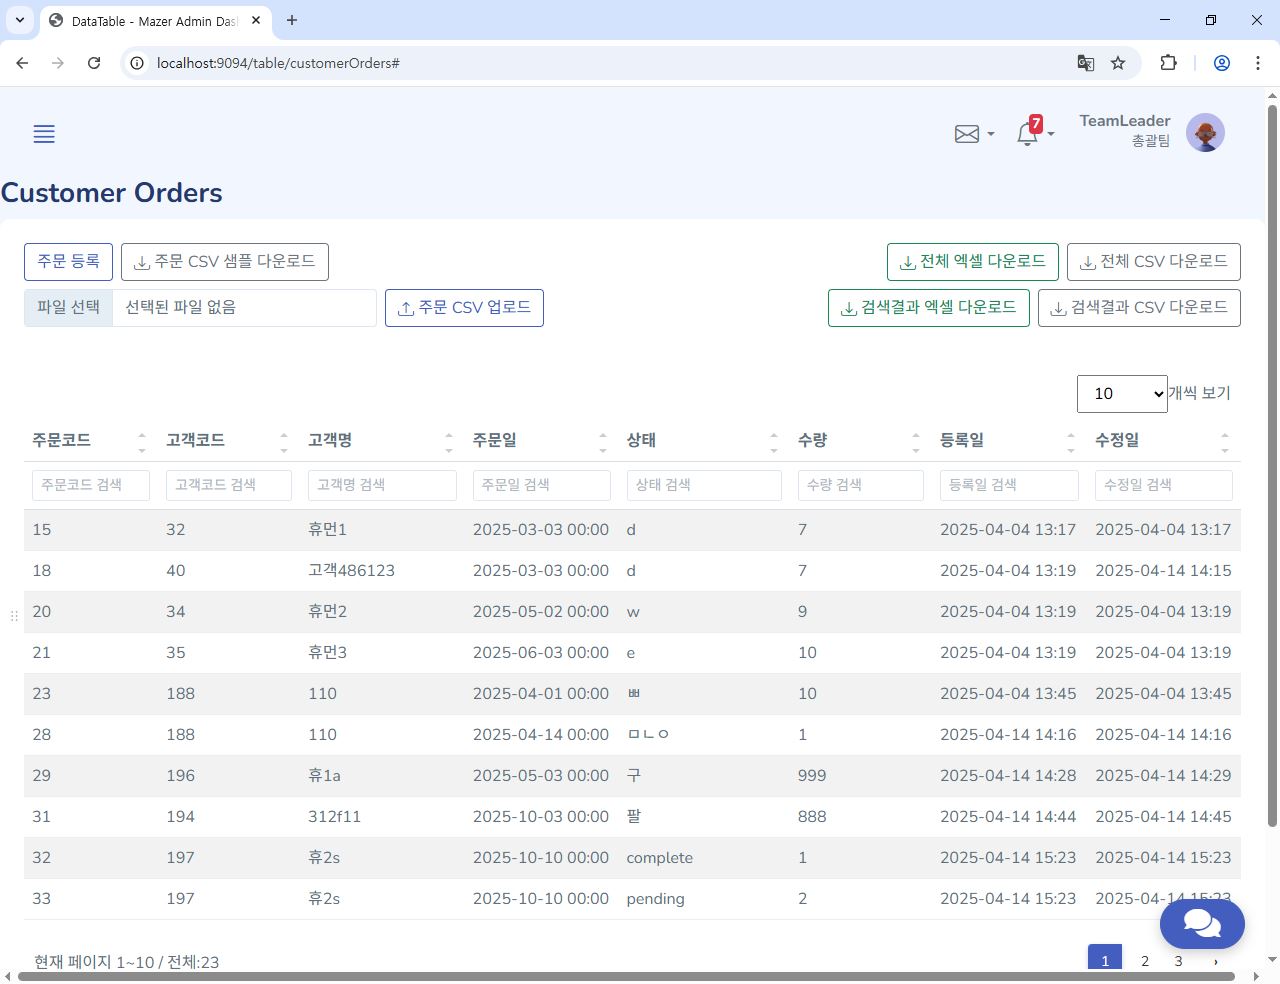 DataTable - Mazer Admin Das
localhost:9094/table/customerOrders#
7
TeamLeader
총괄팀
Customer Orders
주문 등록 주문 CSV 샘플 다운로드 전체 엑셀 다운로드 전체 CSV 다운로드
파일 선택 선택된 파일 없음 주문 CSV 업로드 검색결과 엑셀 다운로드 검색결과 CSV 다운로드
10 개씩 보기
주문코드 고객코드 고객명 주문일 상태 수량 등록일 수정일
주문코드 검색 고객코드 검색 고객명 검색 주문일 검색 상태 검색 수량 검색 등록일 검색 수정일 검색
15 32 휴먼1 2025-03-03 00:00 d 7 2025-04-04 13:17 2025-04-04 13:17
18 40 고객486123 2025-03-03 00:00 d 7 2025-04-04 13:19 2025-04-14 14:15
20 34 휴먼2 2025-05-02 00:00 w 9 2025-04-04 13:19 2025-04-04 13:19
21 35 휴먼3 2025-06-03 00:00 e 10 2025-04-04 13:19 2025-04-04 13:19
23 188 110 2025-04-01 00:00 ㅃ 10 2025-04-04 13:45 2025-04-04 13:45
28 188 110 2025-04-14 00:00 ㅁㄴㅇ 1 2025-04-14 14:16 2025-04-14 14:16
29 196 휴1a 2025-05-03 00:00 구 999 2025-04-14 14:28 2025-04-14 14:29
31 194 312f11 2025-10-03 00:00 팔 888 2025-04-14 14:44 2025-04-14 14:45
32 197 휴2s 2025-10-10 00:00 complete 1 2025-04-14 15:23 2025-04-14 15:23
33 197 휴2s 2025-10-10 00:00 pending 2 2025-04-14 15:23 2025-04-14 15:23
현재 페이지 1~10 / 전체:23 1 2 3 ›